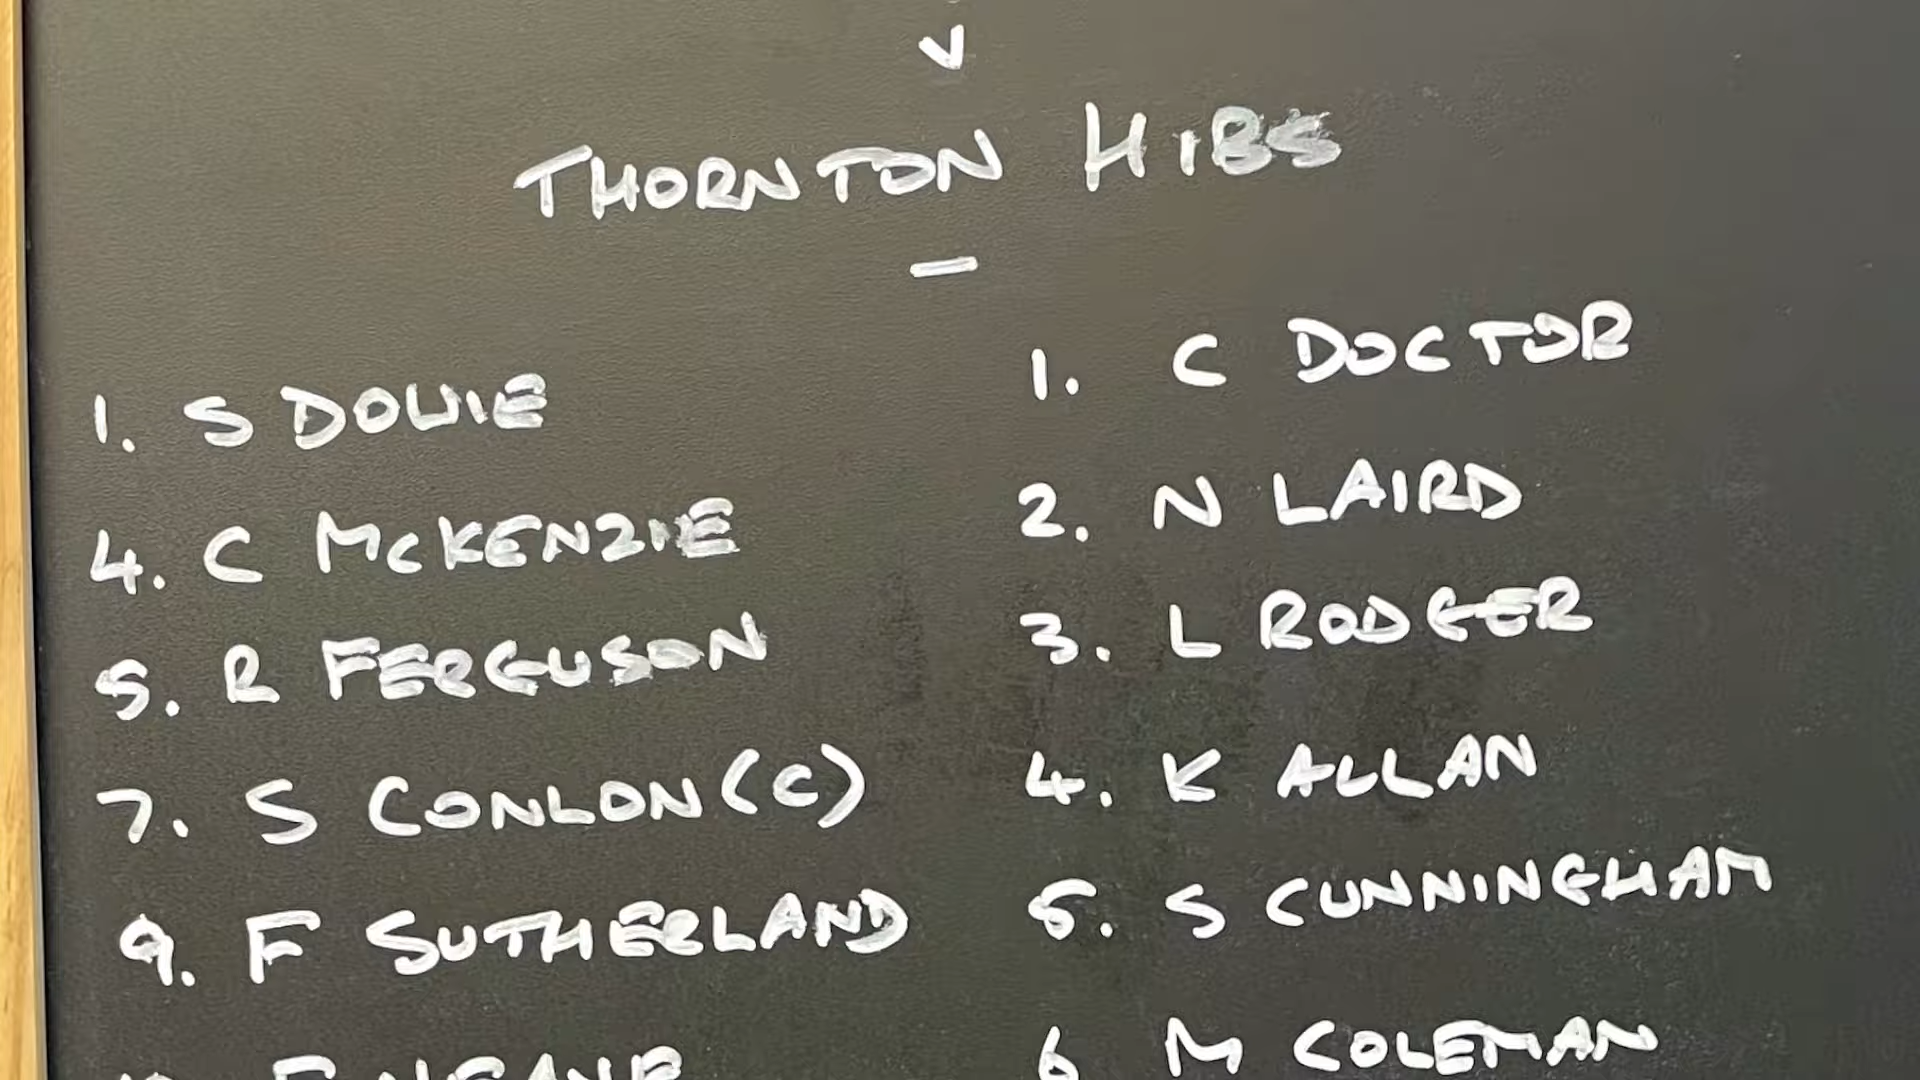 V
THORNTON HIBS
—
1. S DOWIE
4. C MCKENZIE
5. R FERGUSON
7. S CONLON (C)
9. F SUTHERLAND
1. C DOCTOR
2. N LAIRD
3. L RODGER
4. K ALLAN
5. S CUNNINGHAM
6 M COLEMAN